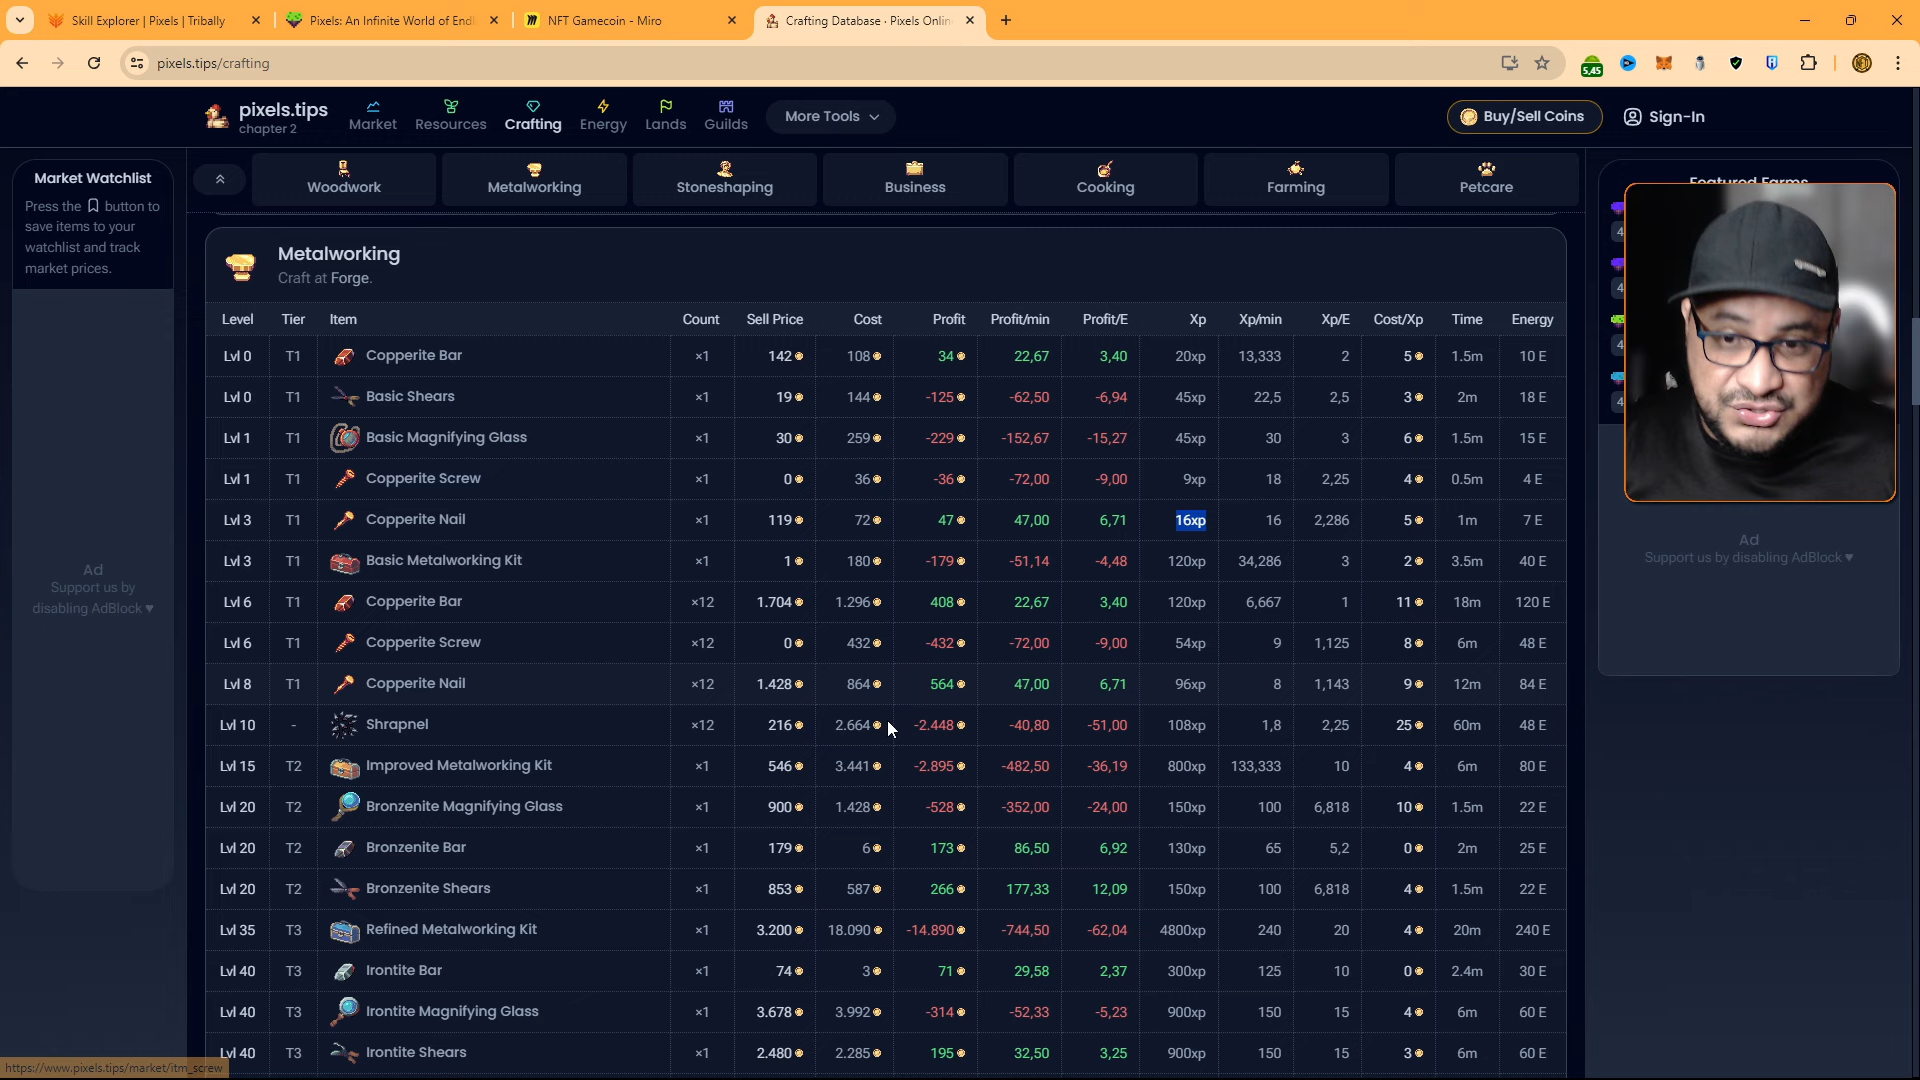 Skill Explorer | Pixels | Tribally
Pixels: An Infinite World of Endl
NFT Gamecoin - Miro
Crafting Database · Pixels Onlin
pixels.tips/crafting
5,45
pixels.tips
chapter 2
Market
Resources
Crafting
Energy
Lands
Guilds
More Tools
Buy/Sell Coins
Sign-In
Market Watchlist
Press the button to
save items to your
watchlist and track
market prices.
Ad
Support us by
disabling AdBlock ♥
Woodwork
Metalworking
Stoneshaping
Business
Cooking
Farming
Petcare
Metalworking
Craft at Forge.
Level Tier Item Count Sell Price Cost Profit Profit/min Profit/E Xp Xp/min Xp/E Cost/Xp Time Energy
Lvl 0 T1 Copperite Bar ×1 142 108 34 22,67 3,40 20xp 13,333 2 5 1.5m 10 E
Lvl 0 T1 Basic Shears ×1 19 144 -125 -62,50 -6,94 45xp 22,5 2,5 3 2m 18 E
Lvl 1 T1 Basic Magnifying Glass ×1 30 259 -229 -152,67 -15,27 45xp 30 3 6 1.5m 15 E
Lvl 1 T1 Copperite Screw ×1 0 36 -36 -72,00 -9,00 9xp 18 2,25 4 0.5m 4 E
Lvl 3 T1 Copperite Nail ×1 119 72 47 47,00 6,71 16xp 16 2,286 5 1m 7 E
Lvl 3 T1 Basic Metalworking Kit ×1 1 180 -179 -51,14 -4,48 120xp 34,286 3 2 3.5m 40 E
Lvl 6 T1 Copperite Bar ×12 1.704 1.296 408 22,67 3,40 120xp 6,667 1 11 18m 120 E
Lvl 6 T1 Copperite Screw ×12 0 432 -432 -72,00 -9,00 54xp 9 1,125 8 6m 48 E
Lvl 8 T1 Copperite Nail ×12 1.428 864 564 47,00 6,71 96xp 8 1,143 9 12m 84 E
Lvl 10 - Shrapnel ×12 216 2.664 -2.448 -40,80 -51,00 108xp 1,8 2,25 25 60m 48 E
Lvl 15 T2 Improved Metalworking Kit ×1 546 3.441 -2.895 -482,50 -36,19 800xp 133,333 10 4 6m 80 E
Lvl 20 T2 Bronzenite Magnifying Glass ×1 900 1.428 -528 -352,00 -24,00 150xp 100 6,818 10 1.5m 22 E
Lvl 20 T2 Bronzenite Bar ×1 179 6 173 86,50 6,92 130xp 65 5,2 0 2m 25 E
Lvl 20 T2 Bronzenite Shears ×1 853 587 266 177,33 12,09 150xp 100 6,818 4 1.5m 22 E
Lvl 35 T3 Refined Metalworking Kit ×1 3.200 18.090 -14.890 -744,50 -62,04 4800xp 240 20 4 20m 240 E
Lvl 40 T3 Irontite Bar ×1 74 3 71 29,58 2,37 300xp 125 10 0 2.4m 30 E
Lvl 40 T3 Irontite Magnifying Glass ×1 3.678 3.992 -314 -52,33 -5,23 900xp 150 15 4 6m 60 E
Lvl 40 T3 Irontite Shears ×1 2.480 2.285 195 32,50 3,25 900xp 150 15 3 6m 60 E
4
4
4
4
Ad
Support us by disabling AdBlock ♥
https://www.pixels.tips/market/itm_screw